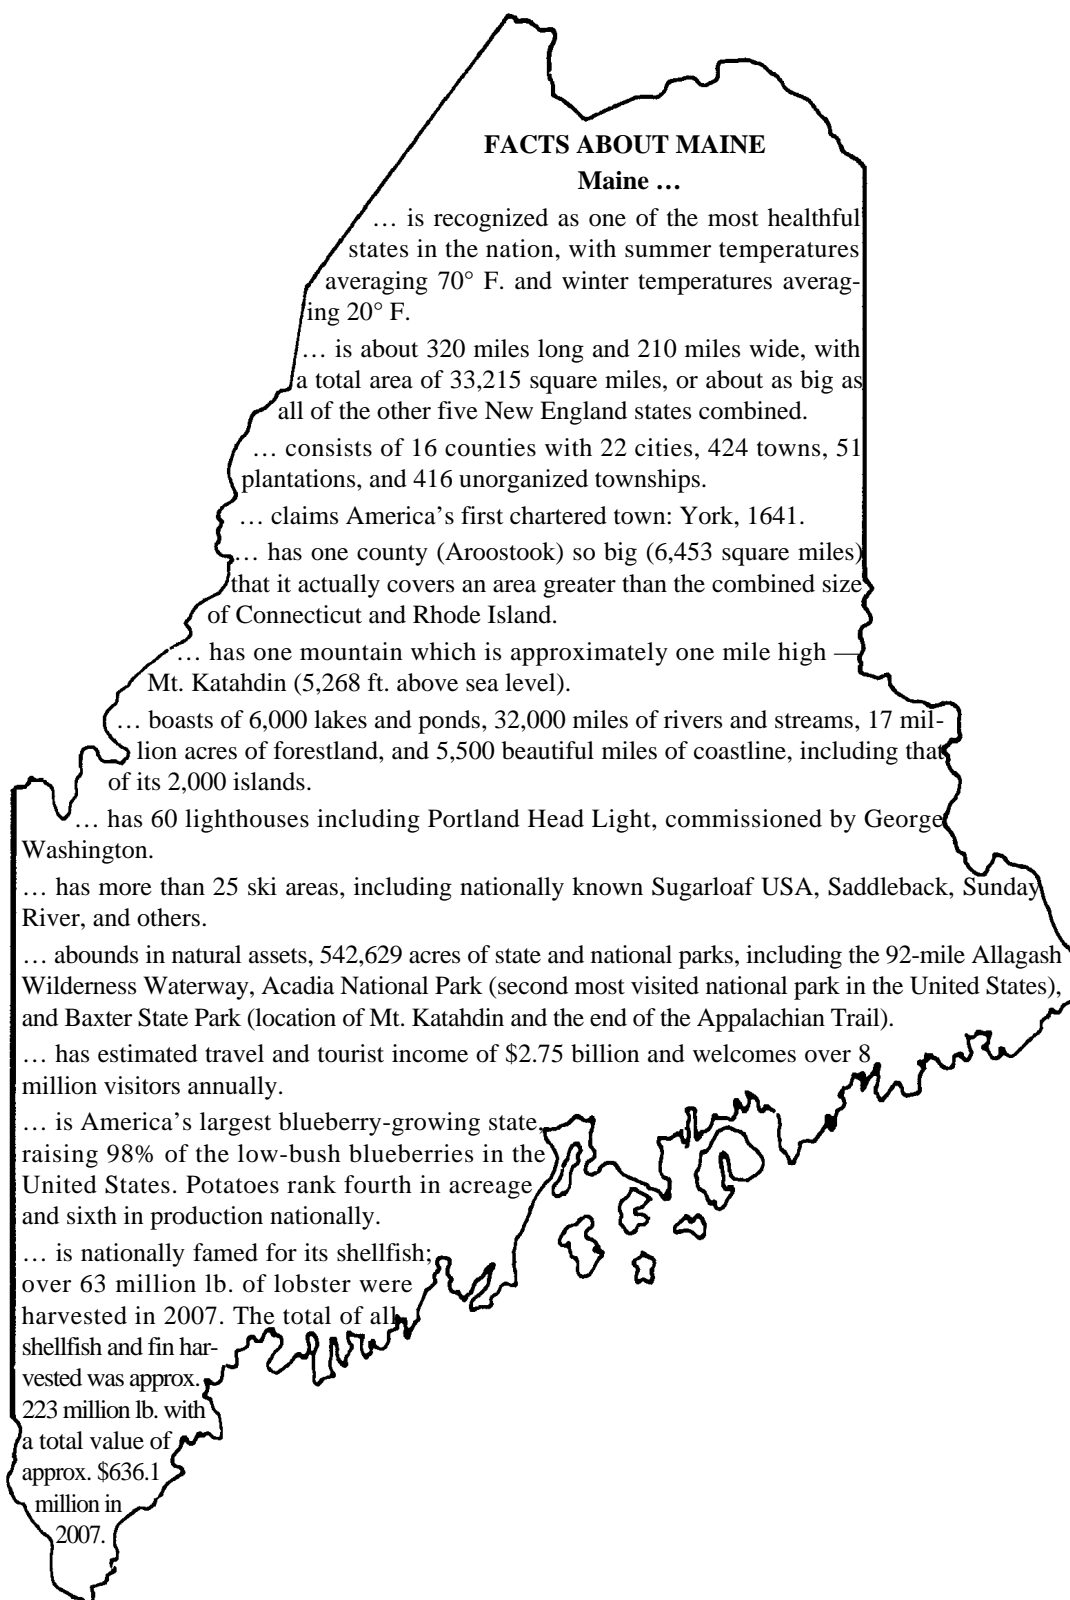 FACTS ABOUT MAINE
Maine …
… is recognized as one of the most healthful
states in the nation, with summer temperatures
averaging 70° F. and winter temperatures averag-
ing 20° F.
… is about 320 miles long and 210 miles wide, with
a total area of 33,215 square miles, or about as big as
all of the other five New England states combined.
… consists of 16 counties with 22 cities, 424 towns, 51
plantations, and 416 unorganized townships.
… claims America’s first chartered town: York, 1641.
… has one county (Aroostook) so big (6,453 square miles)
that it actually covers an area greater than the combined size
of Connecticut and Rhode Island.
… has one mountain which is approximately one mile high —
Mt. Katahdin (5,268 ft. above sea level).
… boasts of 6,000 lakes and ponds, 32,000 miles of rivers and streams, 17 mil-
lion acres of forestland, and 5,500 beautiful miles of coastline, including that
of its 2,000 islands.
… has 60 lighthouses including Portland Head Light, commissioned by George
Washington.
… has more than 25 ski areas, including nationally known Sugarloaf USA, Saddleback, Sunday
River, and others.
… abounds in natural assets, 542,629 acres of state and national parks, including the 92-mile Allagash
Wilderness Waterway, Acadia National Park (second most visited national park in the United States),
and Baxter State Park (location of Mt. Katahdin and the end of the Appalachian Trail).
… has estimated travel and tourist income of $2.75 billion and welcomes over 8
million visitors annually.
… is America’s largest blueberry-growing state,
raising 98% of the low-bush blueberries in the
United States. Potatoes rank fourth in acreage
and sixth in production nationally.
… is nationally famed for its shellfish;
over 63 million lb. of lobster were
harvested in 2007. The total of all
shellfish and fin har-
vested was approx.
223 million lb. with
a total value of
approx. $636.1
million in
2007.